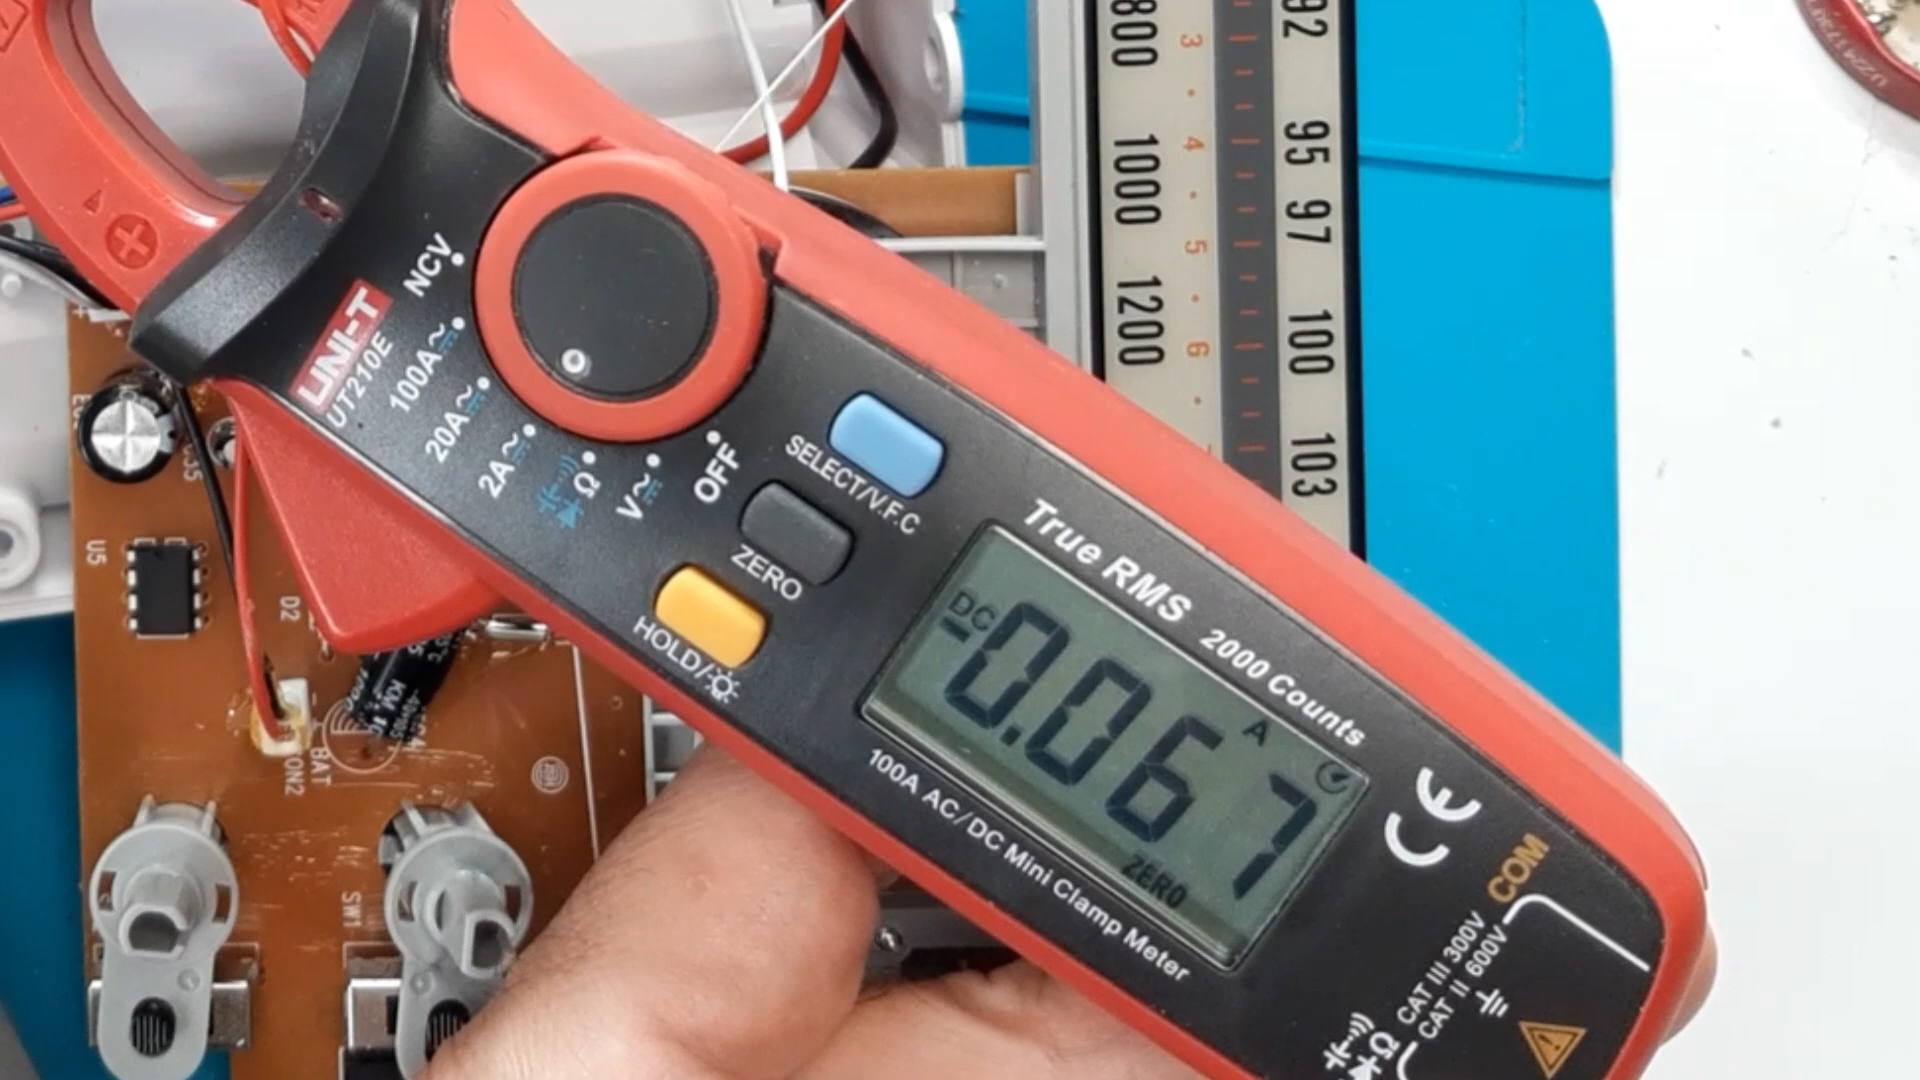 800
1000
1200
3
4
5
6
92
95
97
100
103
NCV
100A
20A
2A
Ω
V
OFF
UNI-T
UT210E
SELECT/V.F.C
ZERO
HOLD/
True RMS 2000 Counts
DC
-0.067
A
ZERO
100A AC/DC Mini Clamp Meter
CE
COM
CAT III 300V
CAT II 600V
Ω
U5
D2
BAT
CON2
SW1